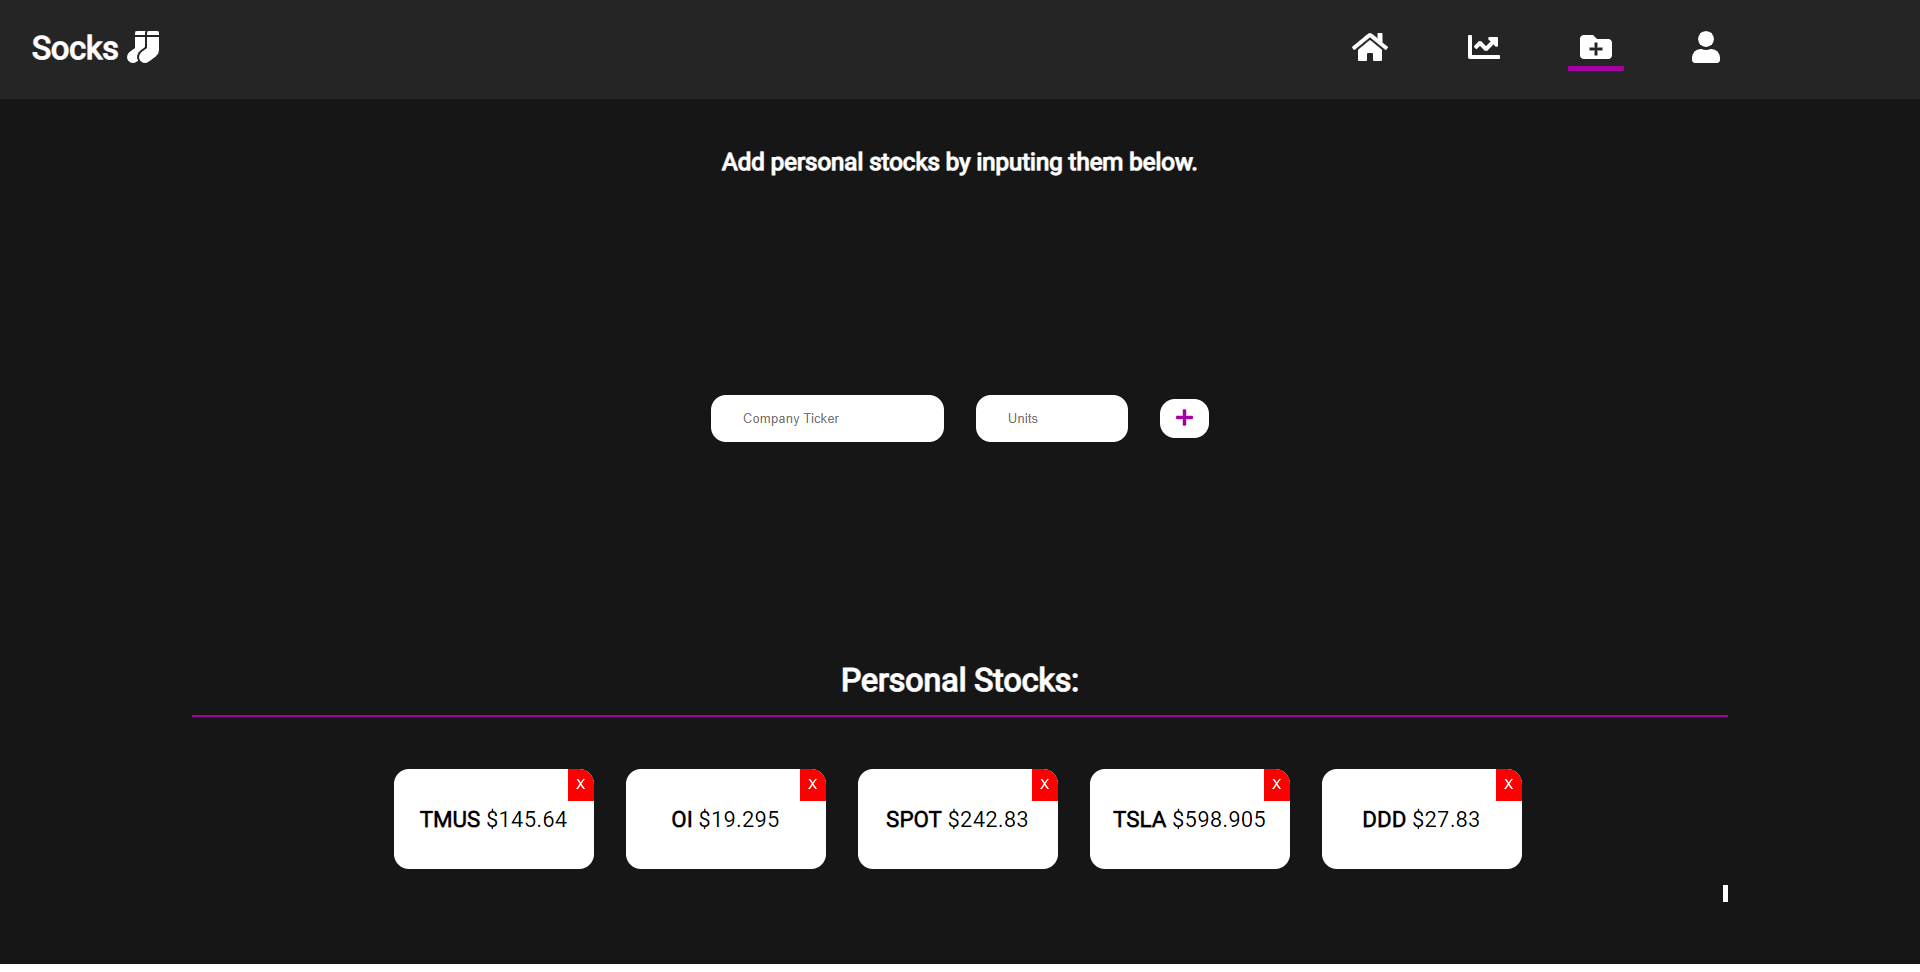 Socks
Add personal stocks by inputing them below.
Company Ticker
Units
Personal Stocks:
X
X
X
X
X
TMUS $145.64
OI $19.295
SPOT $242.83
TSLA $598.905
DDD $27.83